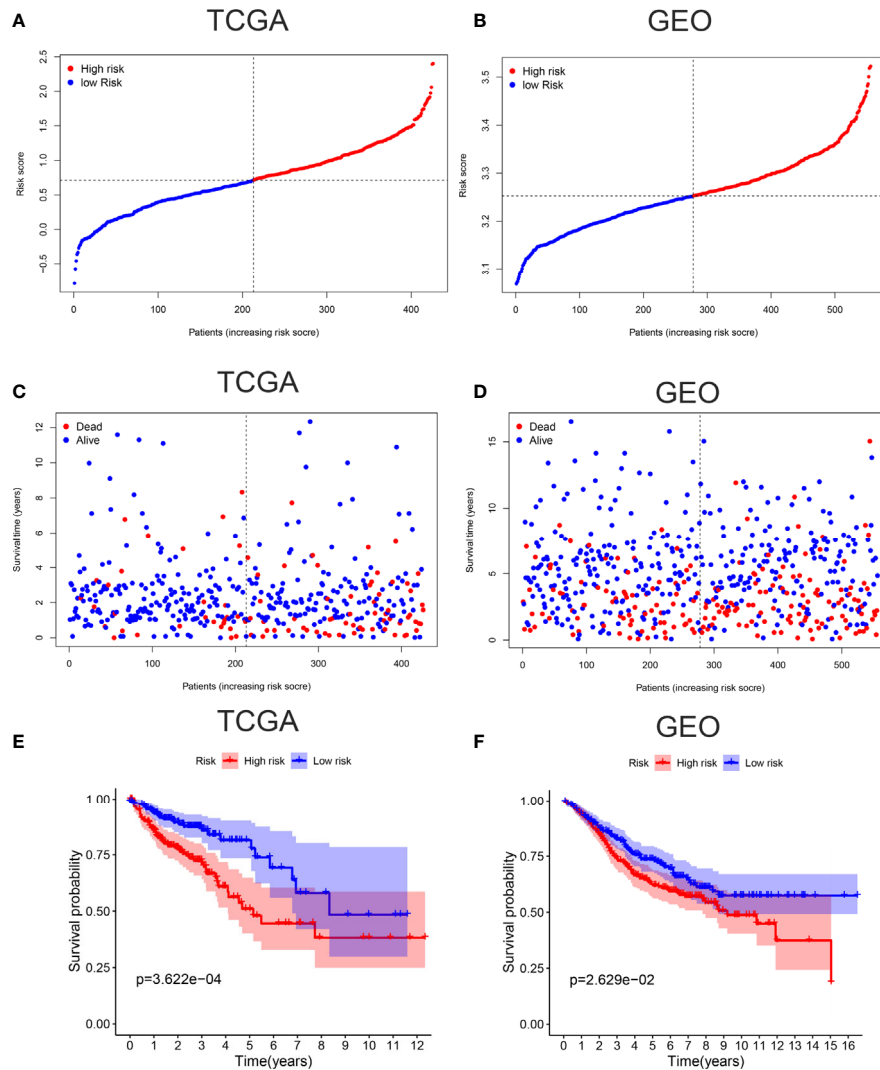 A
TCGA
High risk
low Risk
Risk score
2.5
2.0
1.5
1.0
0.5
0.0
−0.5
0 100 200 300 400
Patients (increasing risk socre)
B
GEO
High risk
low Risk
Risk score
3.5
3.4
3.3
3.2
3.1
0 100 200 300 400 500
Patients (increasing risk socre)
C
TCGA
Dead
Alive
Survival time (years)
12
10
8
6
4
2
0
0 100 200 300 400
Patients (increasing risk socre)
D
GEO
Dead
Alive
Survival time (years)
15
10
5
0
0 100 200 300 400 500
Patients (increasing risk socre)
E
TCGA
Risk High risk Low risk
Survival probability
1.00
0.75
0.50
0.25
0.00
p=3.622e−04
0 1 2 3 4 5 6 7 8 9 10 11 12
Time(years)
F
GEO
Risk High risk Low risk
Survival probability
1.00
0.75
0.50
0.25
0.00
p=2.629e−02
0 1 2 3 4 5 6 7 8 9 10 11 12 13 14 15 16
Time(years)